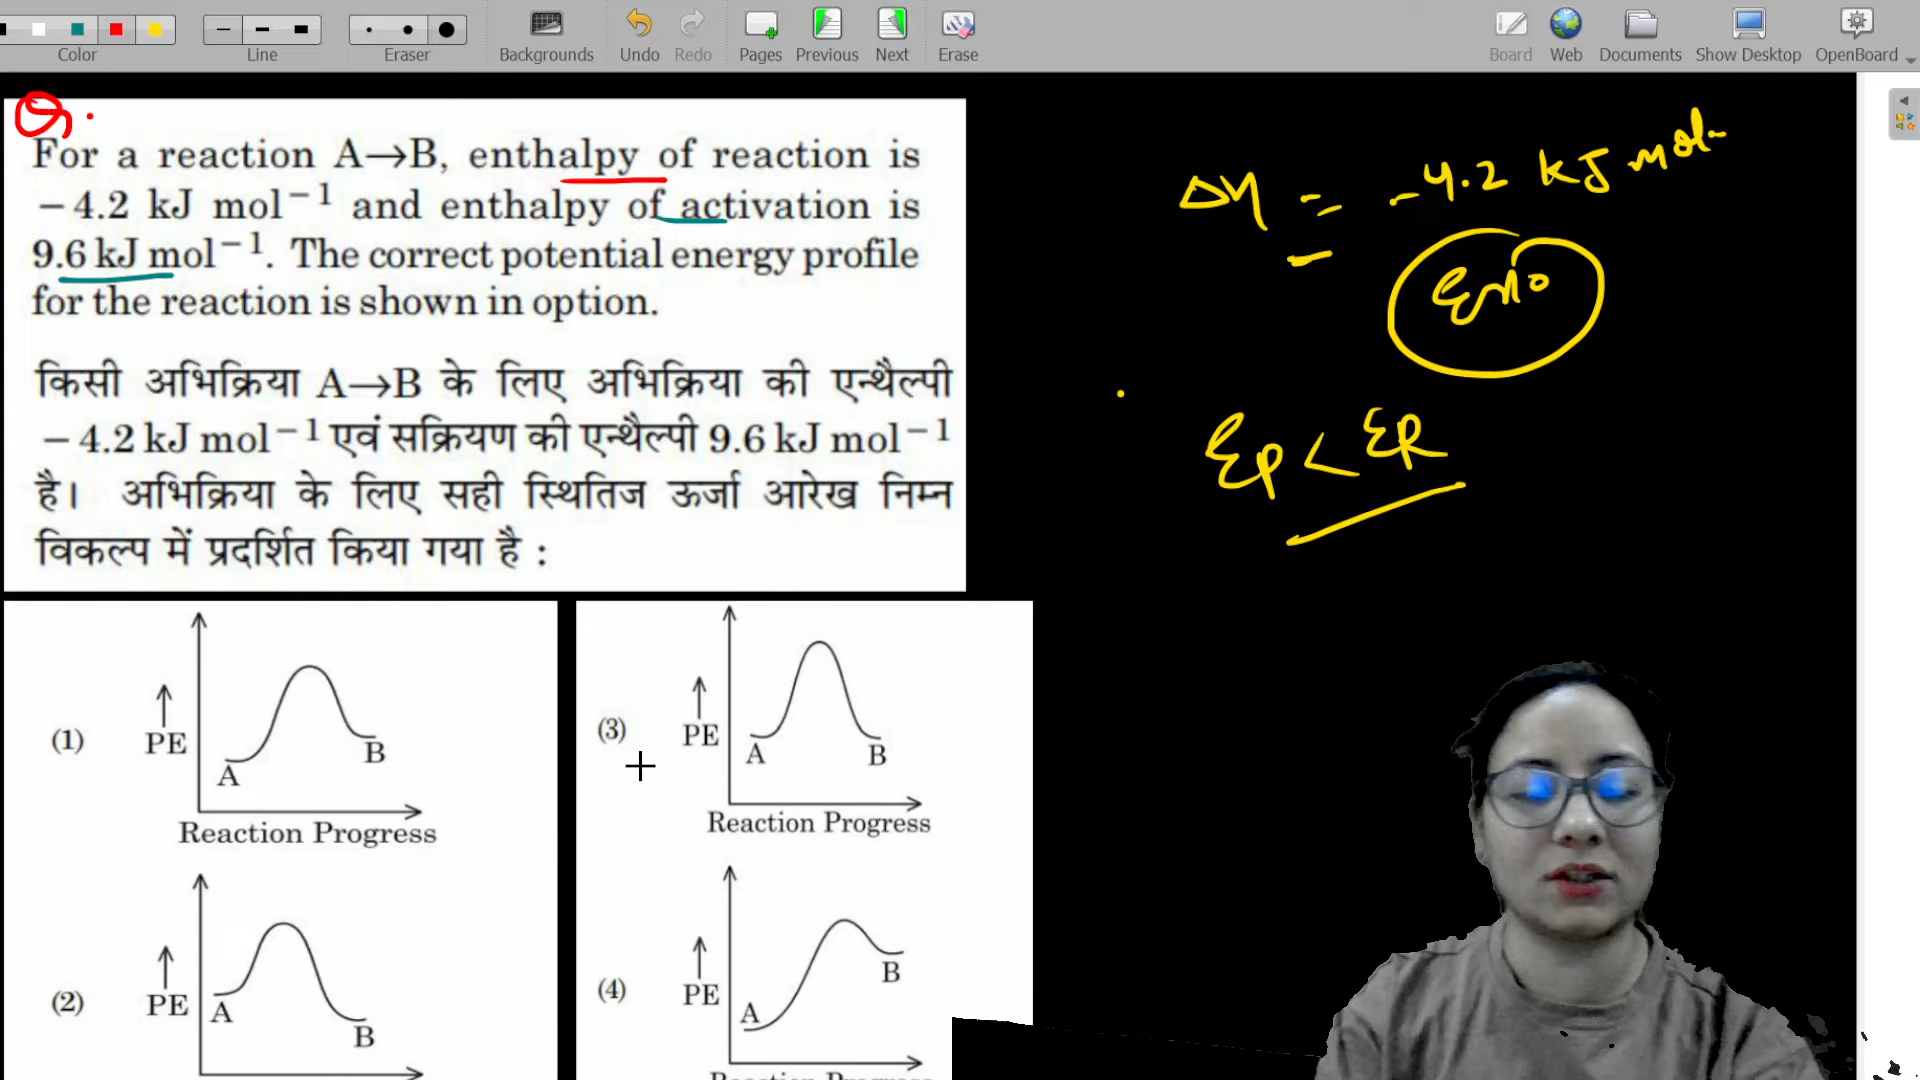 Color
Line
Eraser
Backgrounds
Undo
Redo
Pages
Previous
Next
Erase
Board
Web
Documents
Show Desktop
OpenBoard
Q.
For a reaction A→B, enthalpy of reaction is
−4.2 kJ mol⁻¹ and enthalpy of activation is
9.6 kJ mol⁻¹. The correct potential energy profile
for the reaction is shown in option.
किसी अभिक्रिया A→B के लिए अभिक्रिया की एन्थैल्पी
−4.2 kJ mol⁻¹ एवं सक्रियण की एन्थैल्पी 9.6 kJ mol⁻¹
है। अभिक्रिया के लिए सही स्थितिज ऊर्जा आरेख निम्न
विकल्प में प्रदर्शित किया गया है :
ΔH = -4.2 kJ mol-
Exo
Ep < ER
(1)
↑
PE
A
B
Reaction Progress
(3)
↑
PE
A
B
Reaction Progress
(2)
↑
PE
A
B
(4)
↑
PE
A
B
Reaction Progress